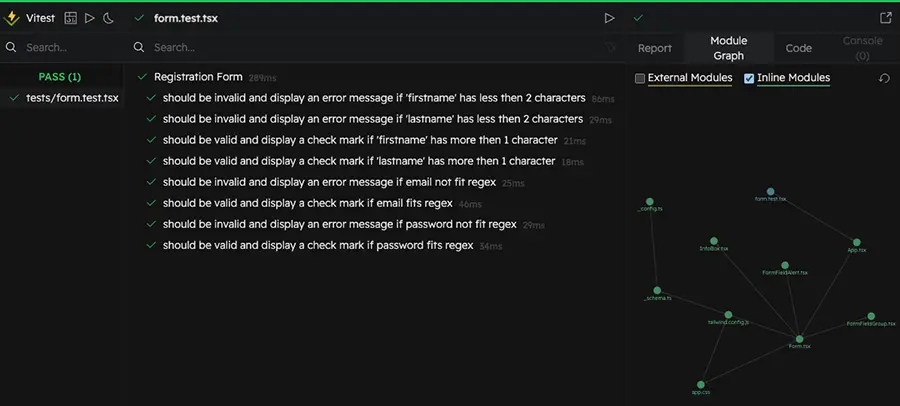 Vitest
form.test.tsx
Search...
Search...
PASS (1)
tests/form.test.tsx
Registration Form 289ms
should be invalid and display an error message if 'firstname' has less then 2 characters 86ms
should be invalid and display an error message if 'lastname' has less then 2 characters 29ms
should be valid and display a check mark if 'firstname' has more then 1 character 21ms
should be valid and display a check mark if 'lastname' has more then 1 character 18ms
should be invalid and display an error message if email not fit regex 25ms
should be valid and display a check mark if email fits regex 46ms
should be invalid and display an error message if password not fit regex 29ms
should be valid and display a check mark if password fits regex 34ms
Report
Module Graph
Code
Console (0)
External Modules
Inline Modules
_config.ts
form.test.tsx
InfoBox.tsx
App.tsx
FormFieldAlert.tsx
_schema.ts
tailwind.config.js
FormFieldGroup.tsx
Form.tsx
app.css